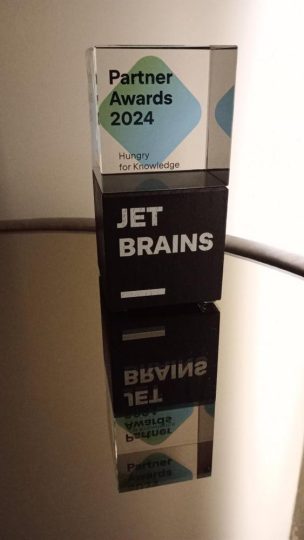 Partner
Awards
2024
Hungry
for Knowledge
JET
BRAINS